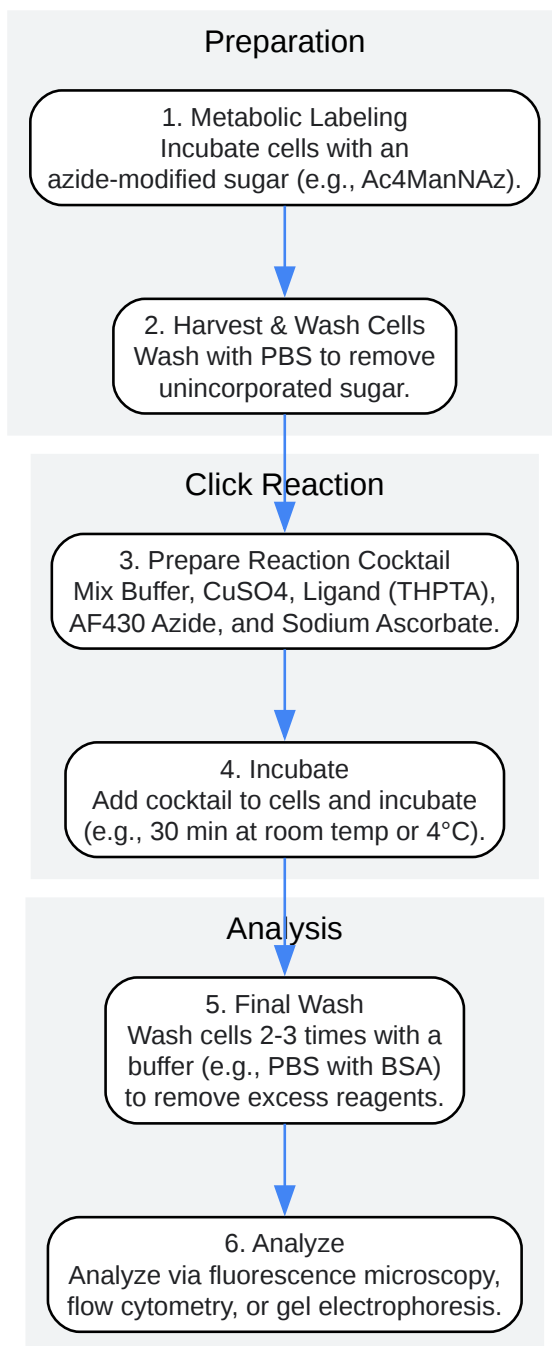 Preparation
1. Metabolic Labeling
Incubate cells with an
azide-modified sugar (e.g., Ac4ManNAz).
2. Harvest & Wash Cells
Wash with PBS to remove
unincorporated sugar.
Click Reaction
3. Prepare Reaction Cocktail
Mix Buffer, CuSO4, Ligand (THPTA),
AF430 Azide, and Sodium Ascorbate.
4. Incubate
Add cocktail to cells and incubate
(e.g., 30 min at room temp or 4°C).
Analysis
5. Final Wash
Wash cells 2-3 times with a
buffer (e.g., PBS with BSA)
to remove excess reagents.
6. Analyze
Analyze via fluorescence microscopy,
flow cytometry, or gel electrophoresis.